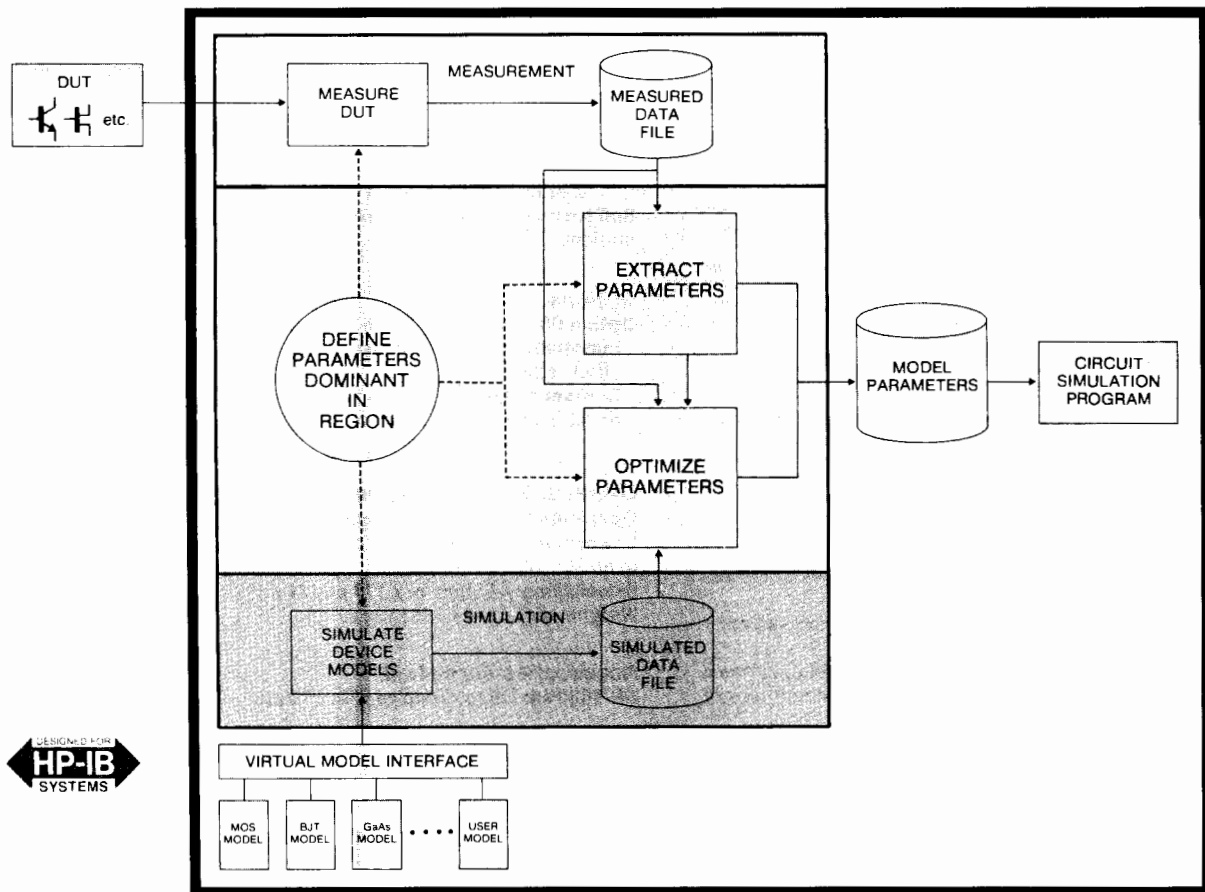 DUT
etc.
MEASURE
DUT
MEASUREMENT
MEASURED
DATA
FILE
EXTRACT
PARAMETERS
DEFINE
PARAMETERS
DOMINANT
IN
REGION
OPTIMIZE
PARAMETERS
MODEL
PARAMETERS
CIRCUIT
SIMULATION
PROGRAM
SIMULATE
DEVICE
MODELS
SIMULATION
SIMULATED
DATA
FILE
VIRTUAL MODEL INTERFACE
MOS
MODEL
BJT
MODEL
GaAs
MODEL
USER
MODEL
DESIGNED FOR
HP-IB
SYSTEMS